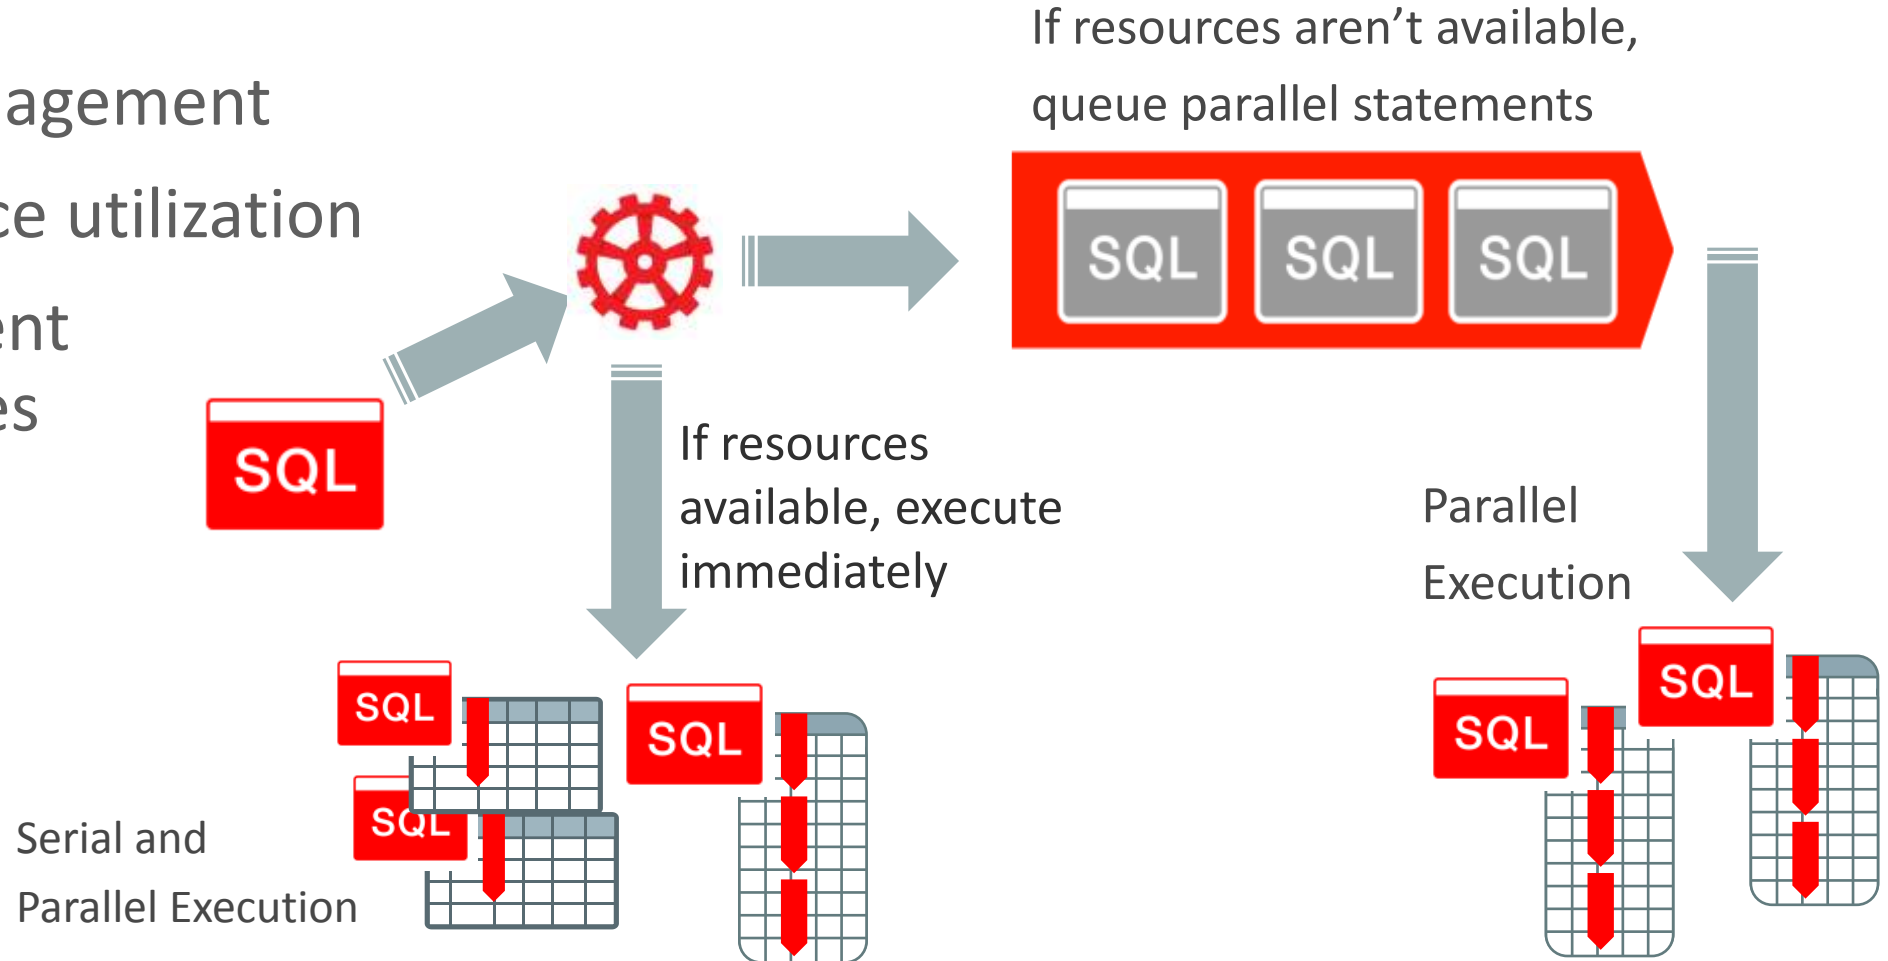 If resources aren't available,
queue parallel statements
agement
ce utilization
ent
es
SQL
SQL SQL SQL
If resources
available, execute
immediately
Parallel
Execution
SQL
SQL
SQL
SQL
SQL
Serial and
Parallel Execution